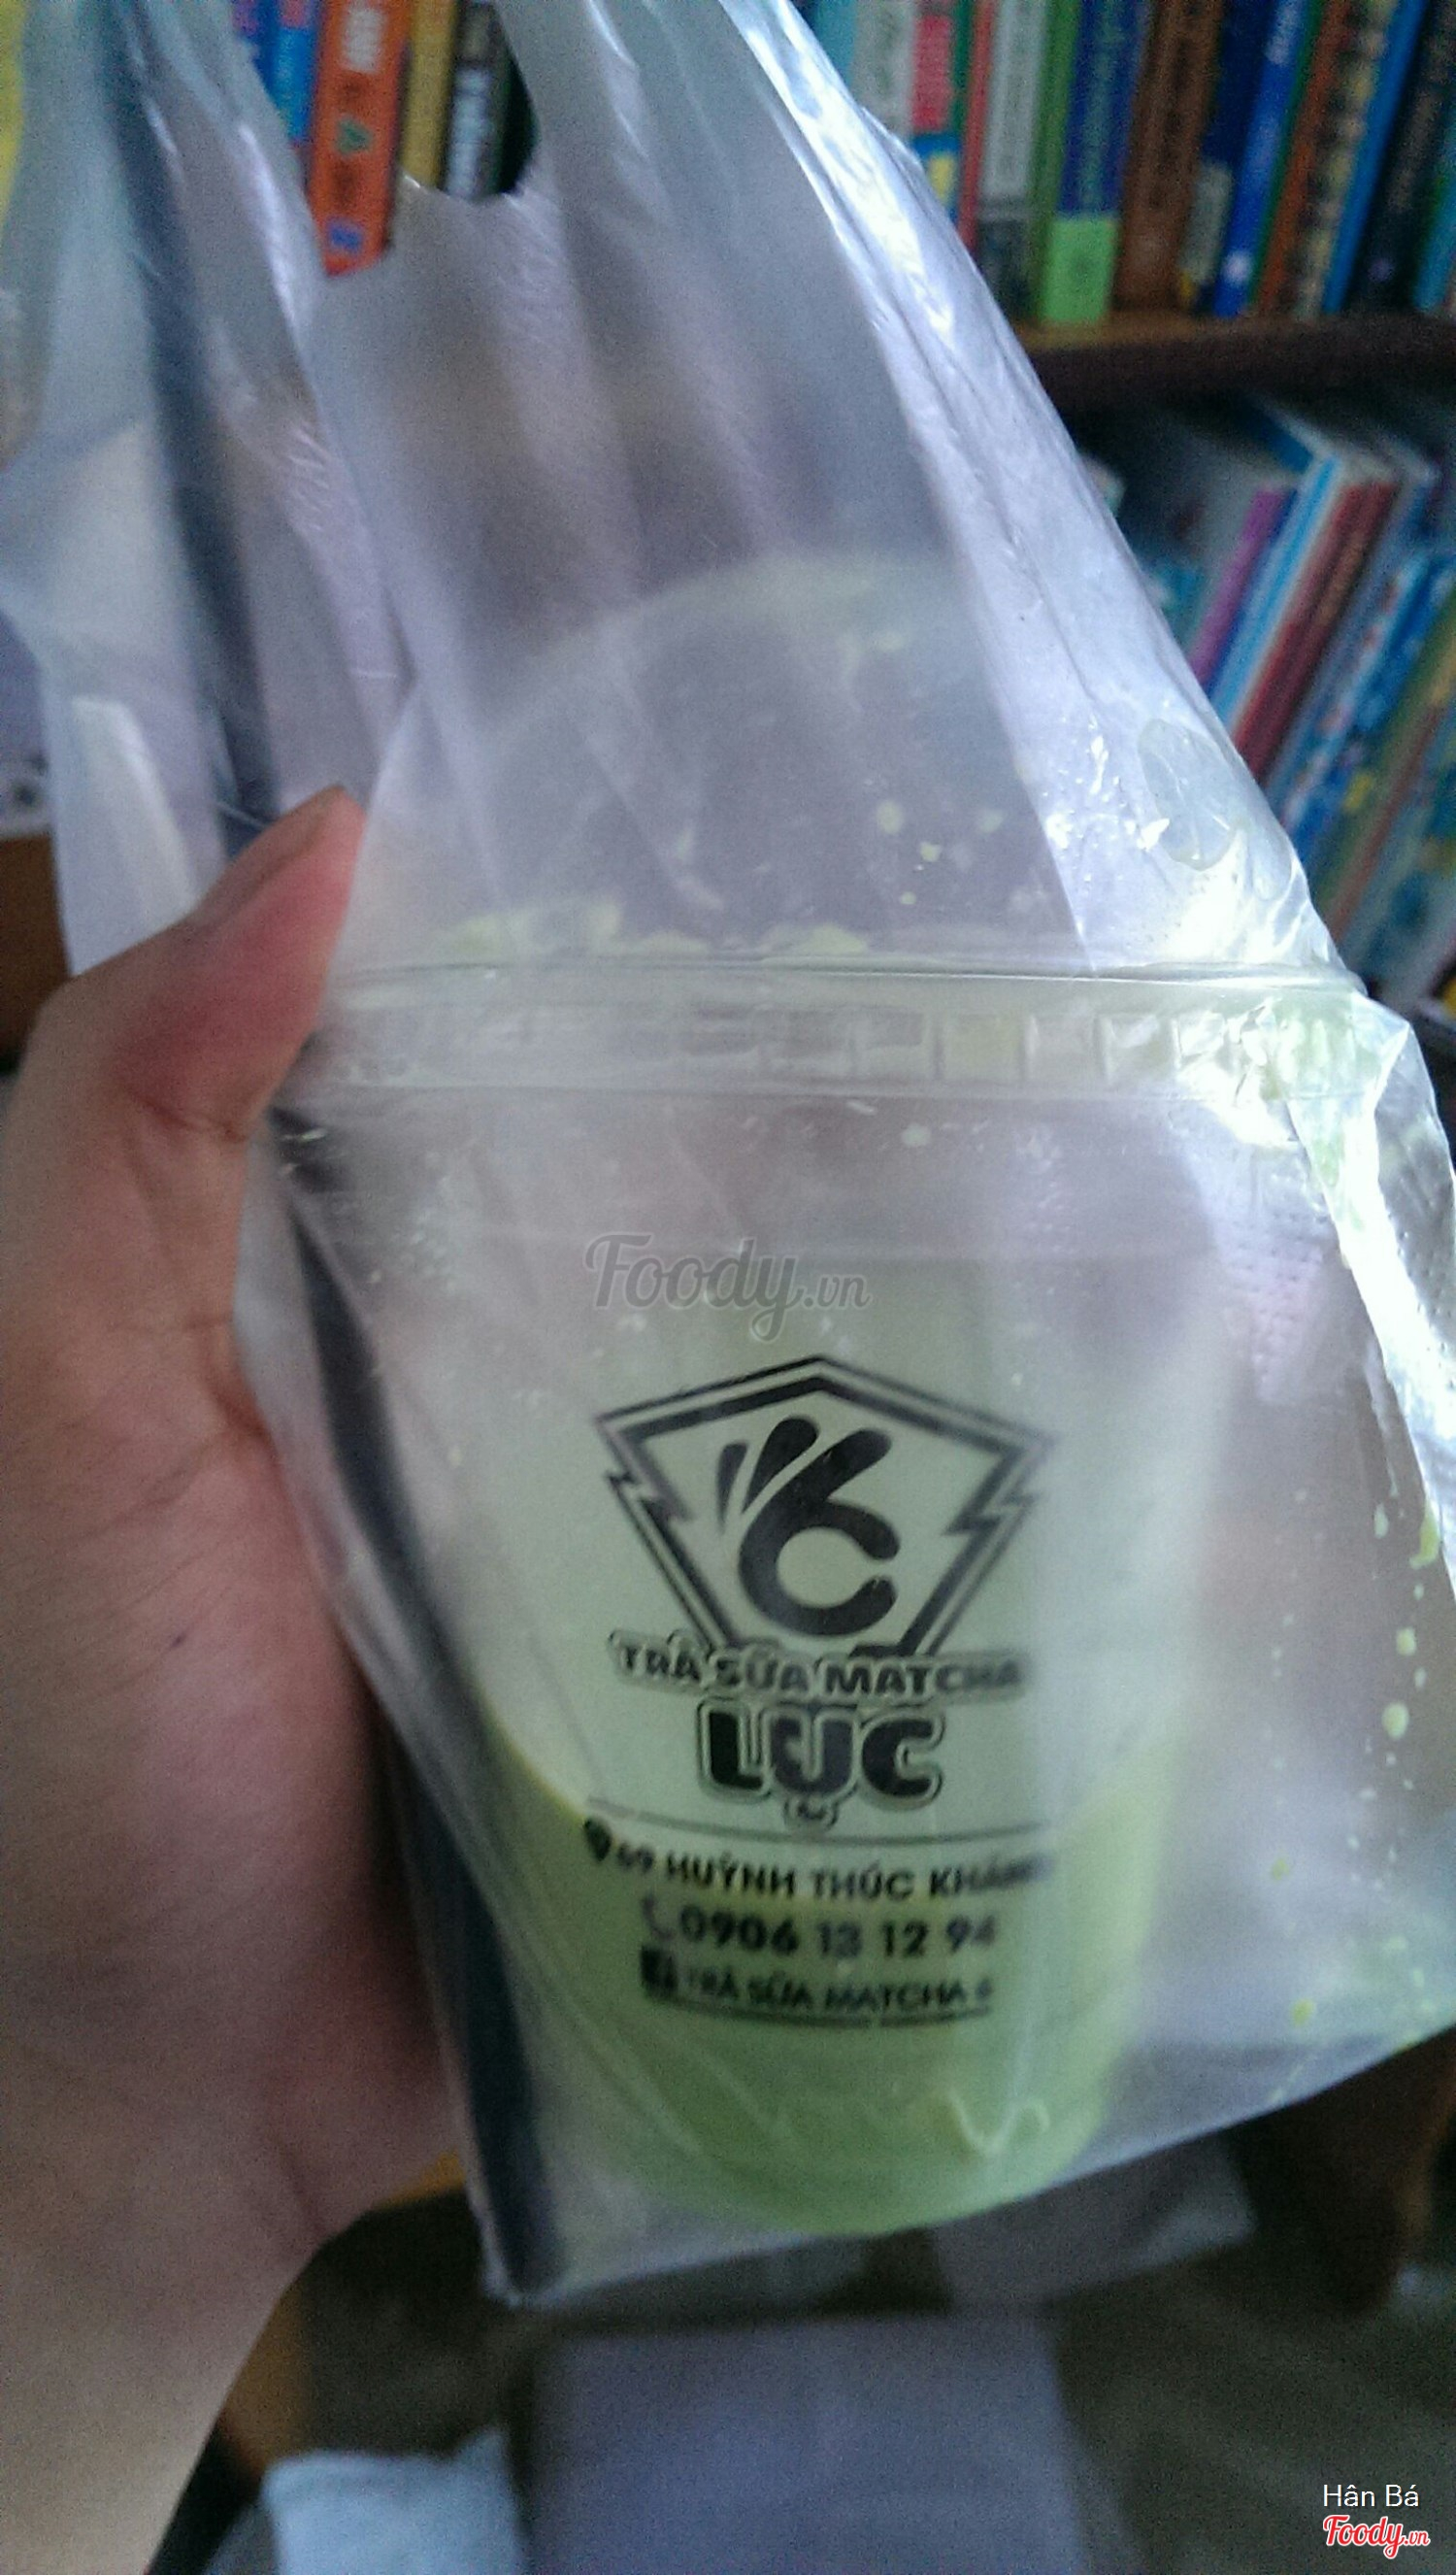 Foody.vn
TRÀ SỮA MATCHA
LỤC
69 HUỲNH THÚC KHÁNG
0906 13 12 94
TRÀ SỮA MATCHA 6
Hân Bá
Foody.vn